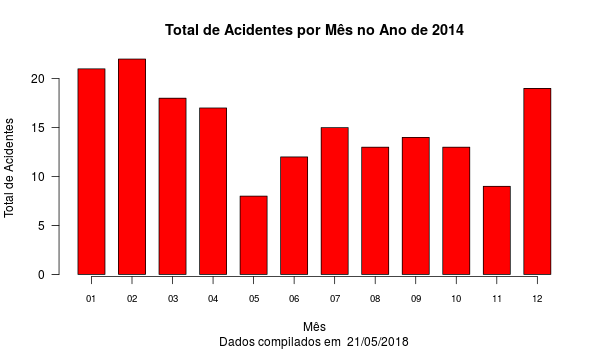 Total de Acidentes por Mês no Ano de 2014
Total de Acidentes
20
15
10
5
0
01 02 03 04 05 06 07 08 09 10 11 12
Mês
Dados compilados em 21/05/2018